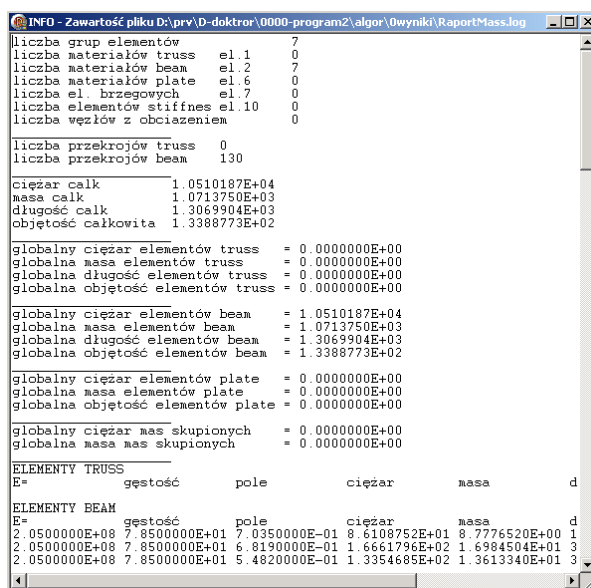 INFO - Zawartość pliku D:\prv\D-doktror\0000-program2\algor\0wyniki\RaportMass.log
liczba grup elementów 7
liczba materiałów truss el.1 0
liczba materiałów beam el.2 7
liczba materiałów plate el.6 0
liczba el. brzegowych el.7 0
liczba elementów stiffnes el.10 0
liczba węzłów z obciazeniem 0
liczba przekrojów truss 0
liczba przekrojów beam 130
ciężar calk 1.0510187E+04
masa calk 1.0713750E+03
długość calk 1.3069904E+03
objętość całkowita 1.3388773E+02
globalny ciężar elementów truss = 0.0000000E+00
globalna masa elementów truss = 0.0000000E+00
globalna długość elementów truss = 0.0000000E+00
globalna objętość elementów truss = 0.0000000E+00
globalny ciężar elementów beam = 1.0510187E+04
globalna masa elementów beam = 1.0713750E+03
globalna długość elementów beam = 1.3069904E+03
globalna objętość elementów beam = 1.3388773E+02
globalny ciężar elementów plate = 0.0000000E+00
globalna masa elementów plate = 0.0000000E+00
globalna objętość elementów plate = 0.0000000E+00
globalny ciężar mas skupionych = 0.0000000E+00
globalna masa mas skupionych = 0.0000000E+00
ELEMENTY TRUSS
E= gęstość pole ciężar masa d
ELEMENTY BEAM
E= gęstość pole ciężar masa d
2.0500000E+08 7.8500000E+01 7.0350000E-01 8.6108752E+01 8.7776520E+00 1
2.0500000E+08 7.8500000E+01 6.8190000E-01 1.6661796E+02 1.6984504E+01 3
2.0500000E+08 7.8500000E+01 5.4820000E-01 1.3354685E+02 1.3613340E+01 3